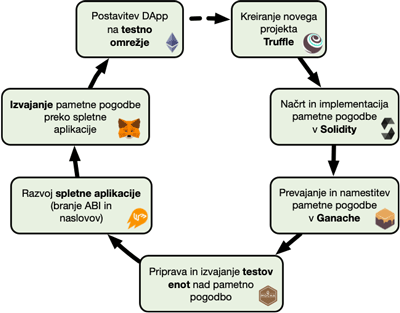 Postavitev DApp
na testno
omrežje
Kreiranje novega
projekta
Truffle
Načrt in implementacija
pametne pogodbe
v Solidity
Prevajanje in namestitev
pametne pogodbe
v Ganache
Priprava in izvajanje testov
enot nad pametno
pogodbo
Razvoj spletne aplikacije
(branje ABI in
naslovov)
Izvajanje pametne pogodbe
preko spletne
aplikacije